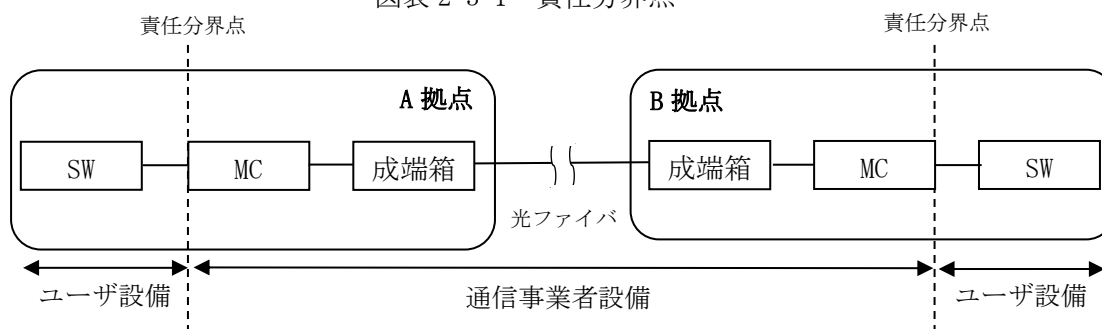 図表 2-3-1 責任分界点
責任分界点 責任分界点
A 拠点 B 拠点
SW MC 成端箱 成端箱 MC SW
光ファイバ
ユーザ設備 通信事業者設備 ユーザ設備